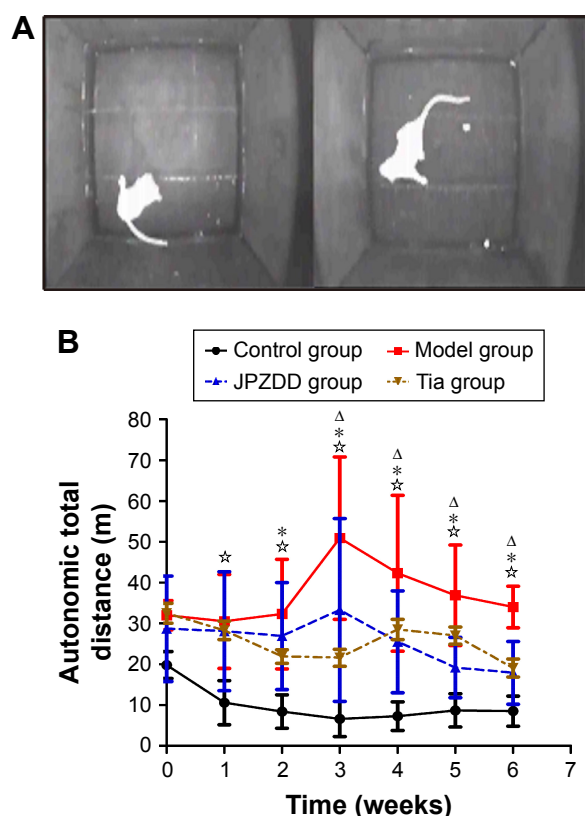 A
B
Control group
Model group
JPZDD group
Tia group
Autonomic total
distance (m)
80
70
60
50
40
30
20
10
0
Δ
*
☆
Δ
*
☆
Δ
*
☆
Δ
*
☆
*
☆
☆
0 1 2 3 4 5 6 7
Time (weeks)